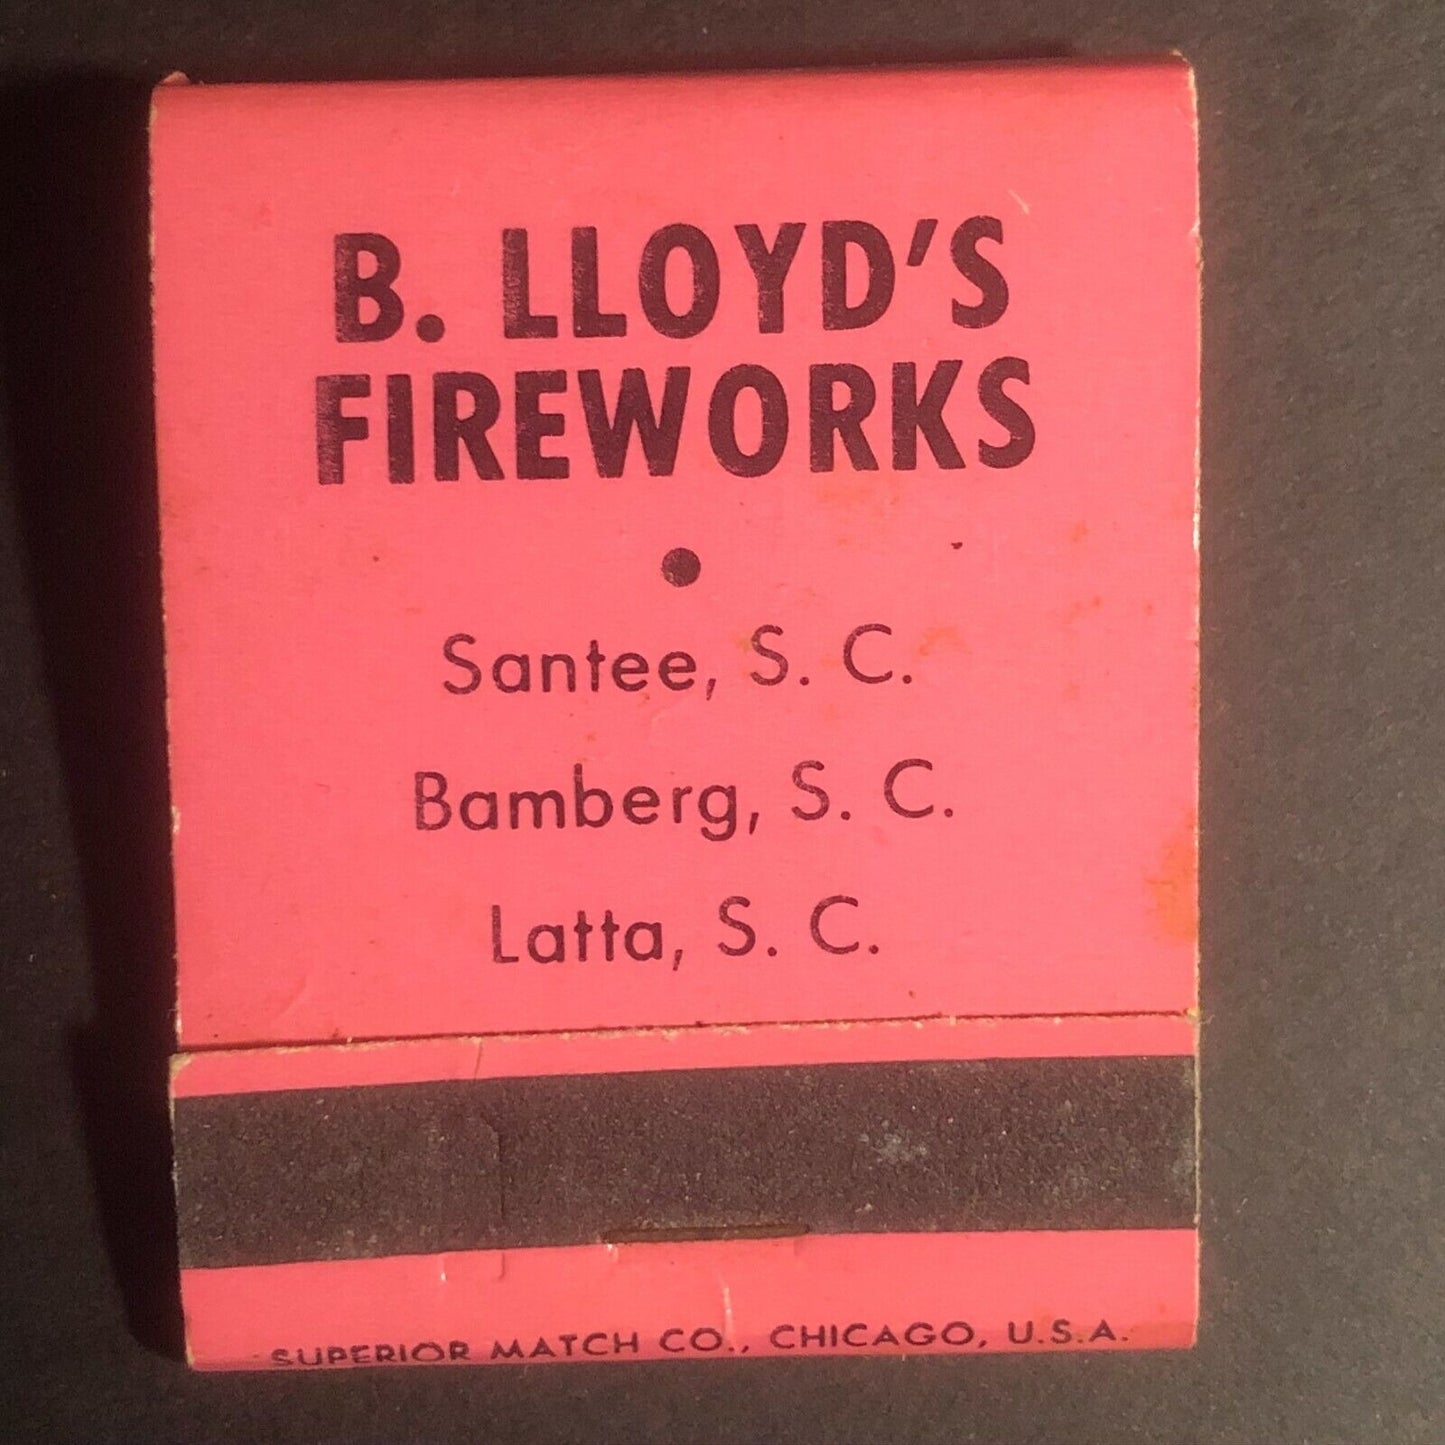 B. LLOYD'S
FIREWORKS
•
Santee, S. C.
Bamberg, S. C.
Latta, S. C.
SUPERIOR MATCH CO., CHICAGO, U.S.A.